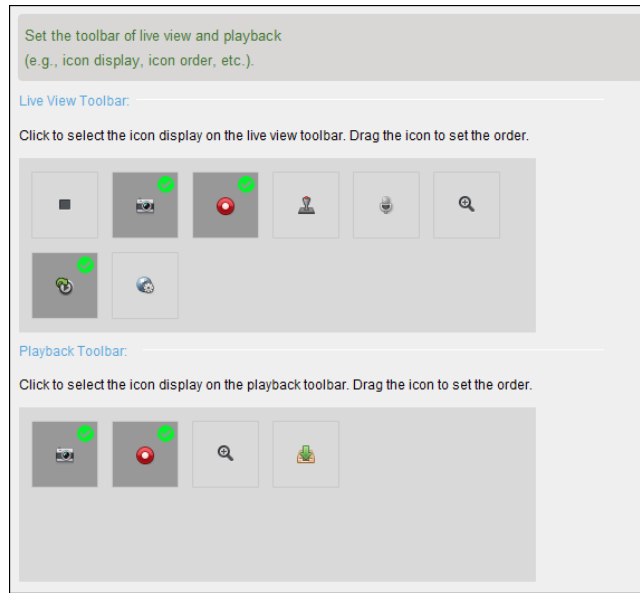 Set the toolbar of live view and playback
(e.g., icon display, icon order, etc.).
Live View Toolbar:
Click to select the icon display on the live view toolbar. Drag the icon to set the order.
Playback Toolbar:
Click to select the icon display on the playback toolbar. Drag the icon to set the order.